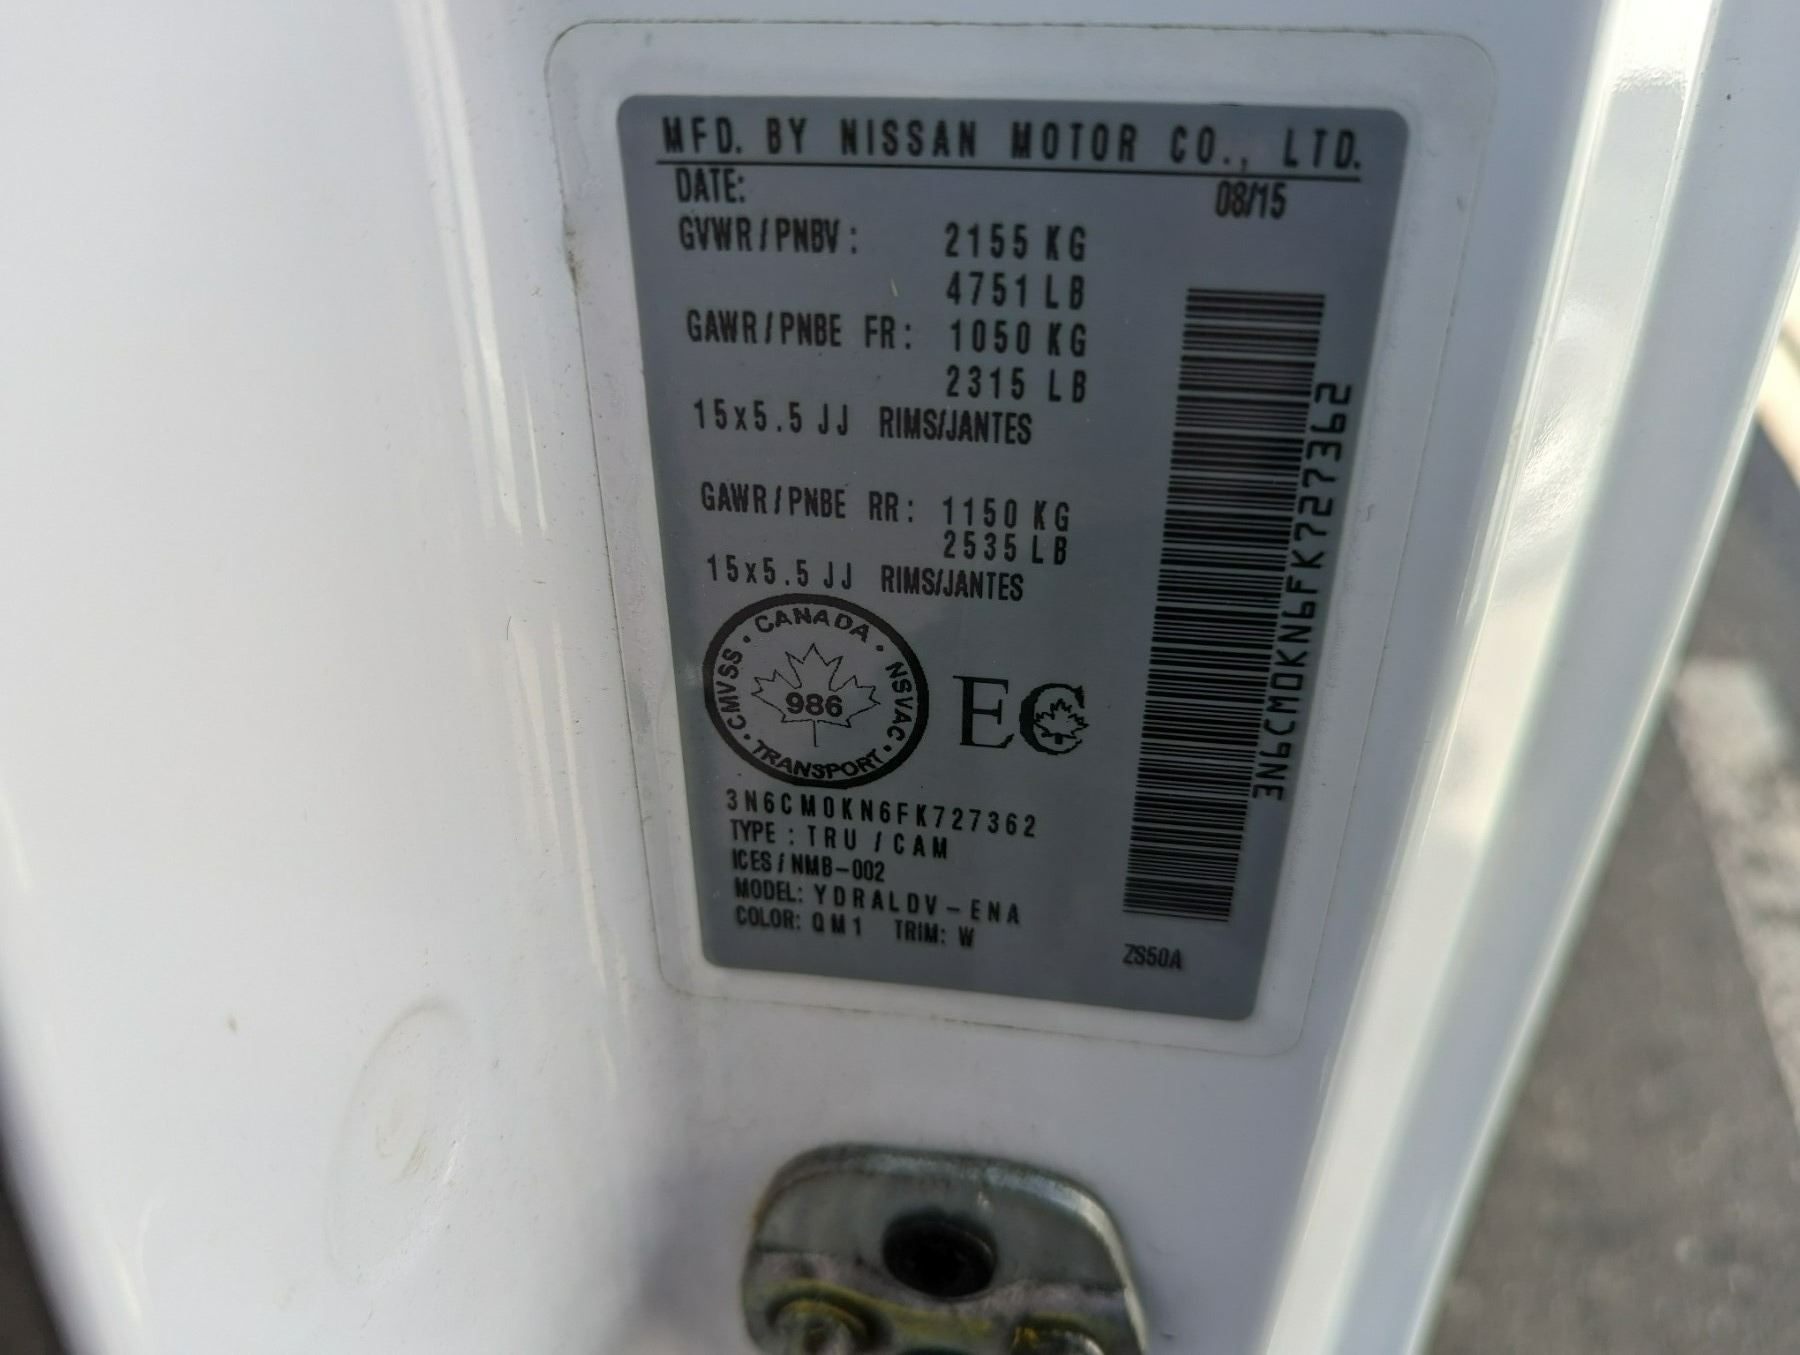 MFD. BY NISSAN MOTOR CO., LTD.
DATE: 08/15
GVWR/PNBV: 2155 KG
4751 LB
GAWR/PNBE FR: 1050 KG
2315 LB
15x5.5 JJ RIMS/JANTES
GAWR/PNBE RR: 1150 KG
2535 LB
15x5.5 JJ RIMS/JANTES
CANADA
CMVSS · NSVAC
986
TRANSPORT
EC
3N6CM0KN6FK727362
TYPE: TRU / CAM
ICES/NMB-002
MODEL: YDRALDV-ENA
COLOR: QM1 TRIM: W
ZS50A
3N6CM0KN6FK727362